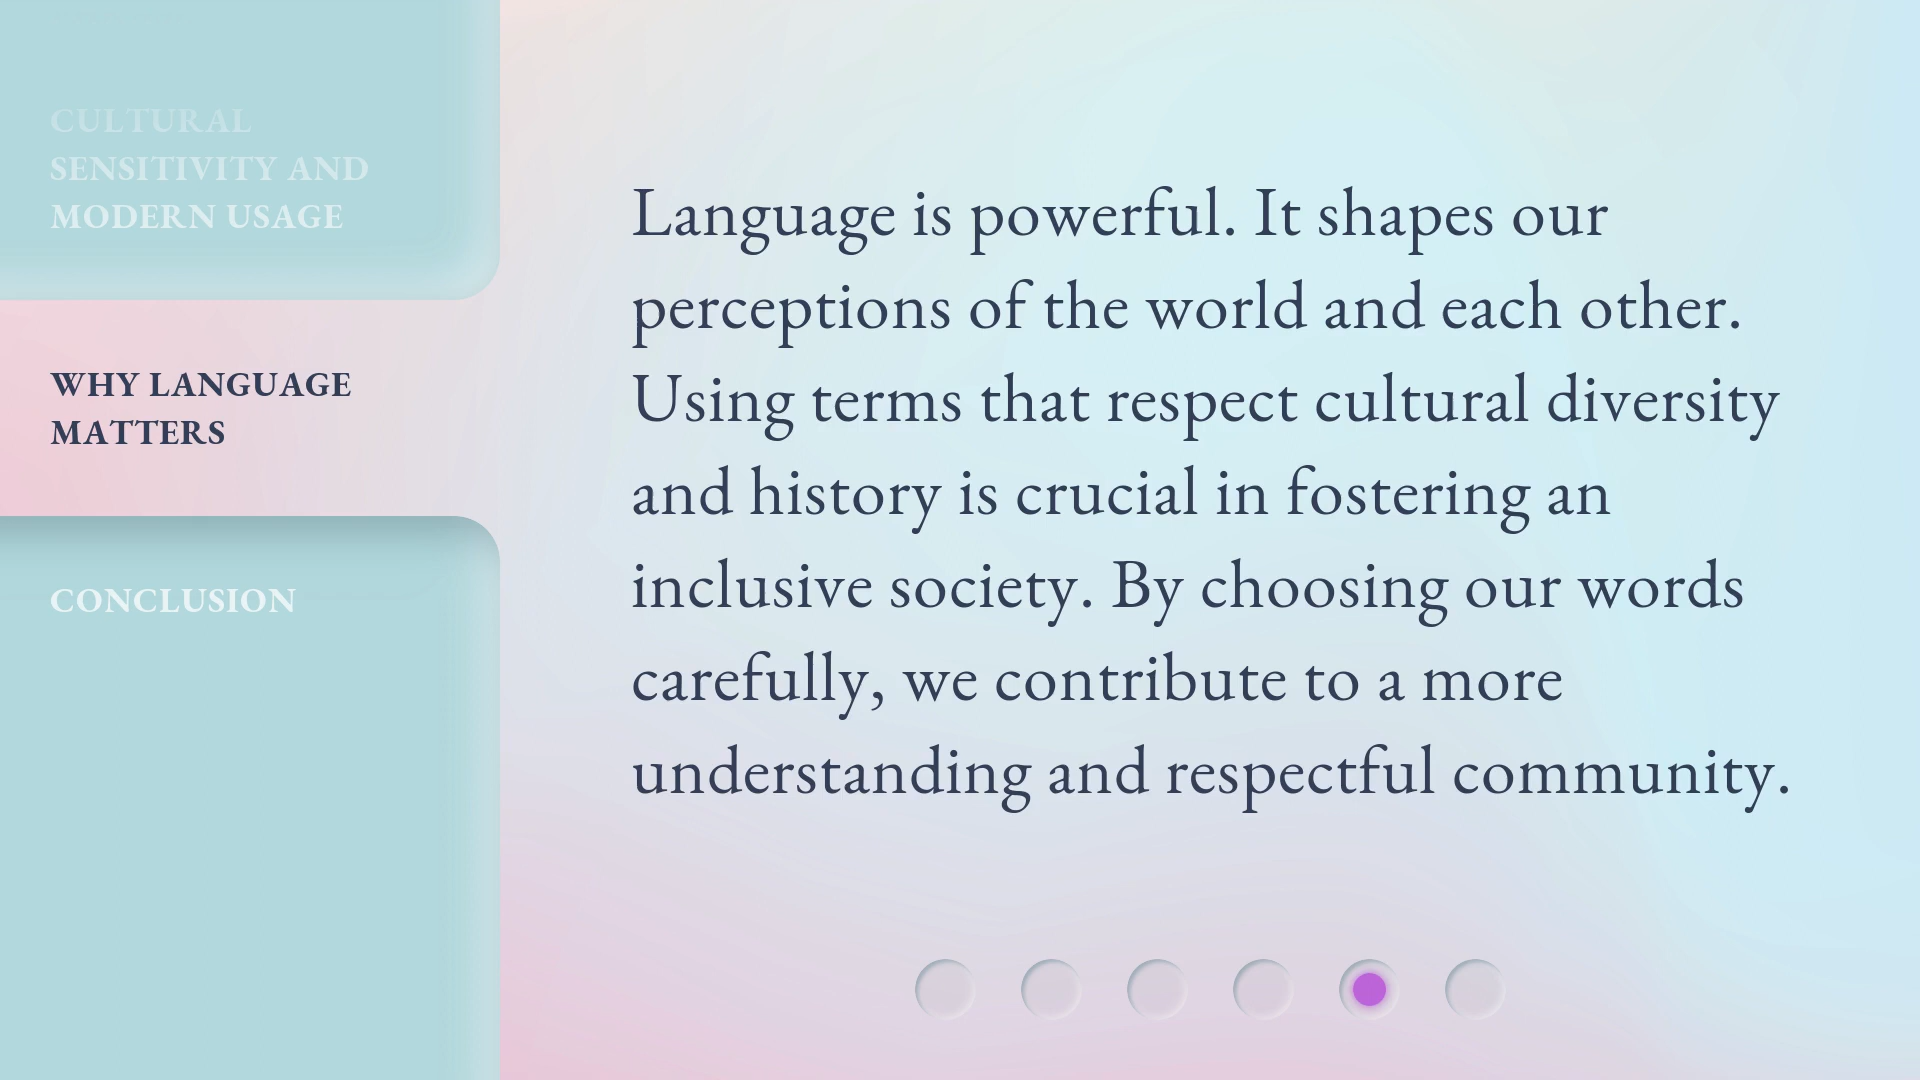 CULTURAL
SENSITIVITY AND
MODERN USAGE
WHY LANGUAGE
MATTERS
CONCLUSION
Language is powerful. It shapes our
perceptions of the world and each other.
Using terms that respect cultural diversity
and history is crucial in fostering an
inclusive society. By choosing our words
carefully, we contribute to a more
understanding and respectful community.